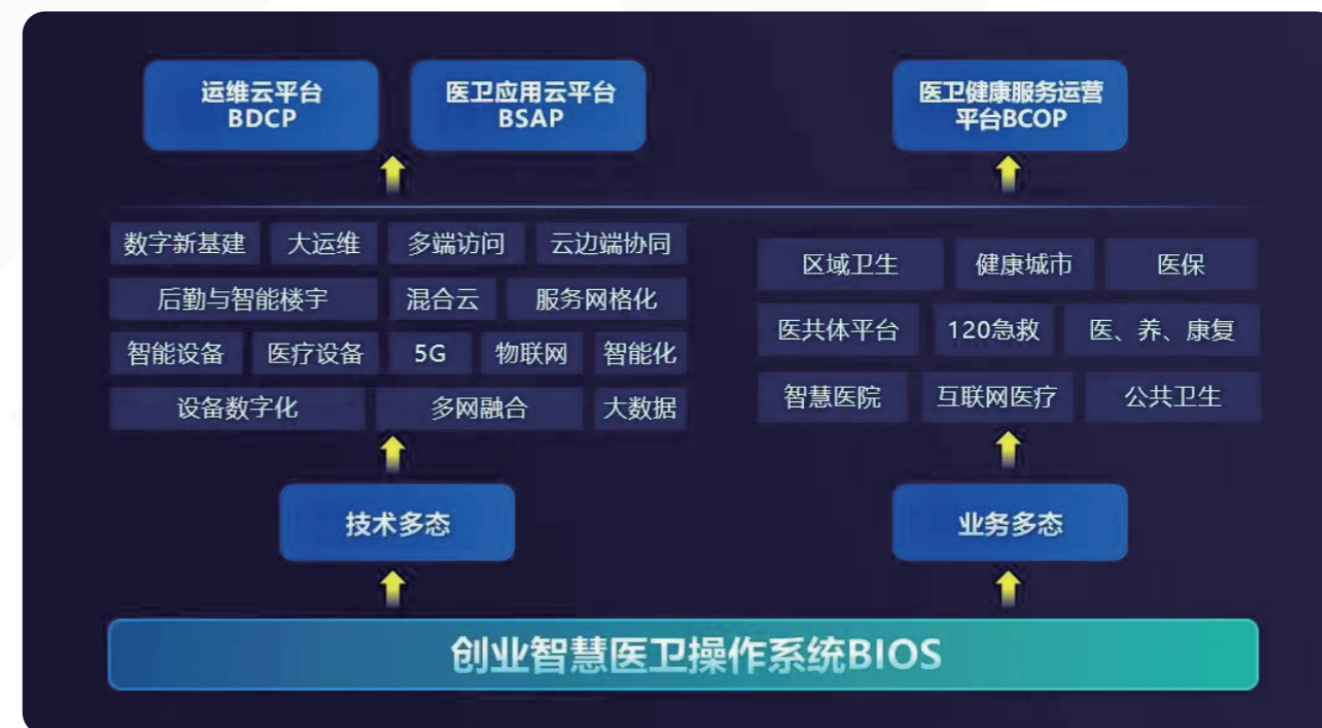 运维云平台
BDCP
医卫应用云平台
BSAP
医卫健康服务运营
平台BCOP
数字新基建 大运维 多端访问 云边端协同
后勤与智能楼宇 混合云 服务网格化
智能设备 医疗设备 5G 物联网 智能化
设备数字化 多网融合 大数据
区域卫生 健康城市 医保
医共体平台 120急救 医、养、康复
智慧医院 互联网医疗 公共卫生
技术多态
业务多态
创业智慧医卫操作系统BIOS